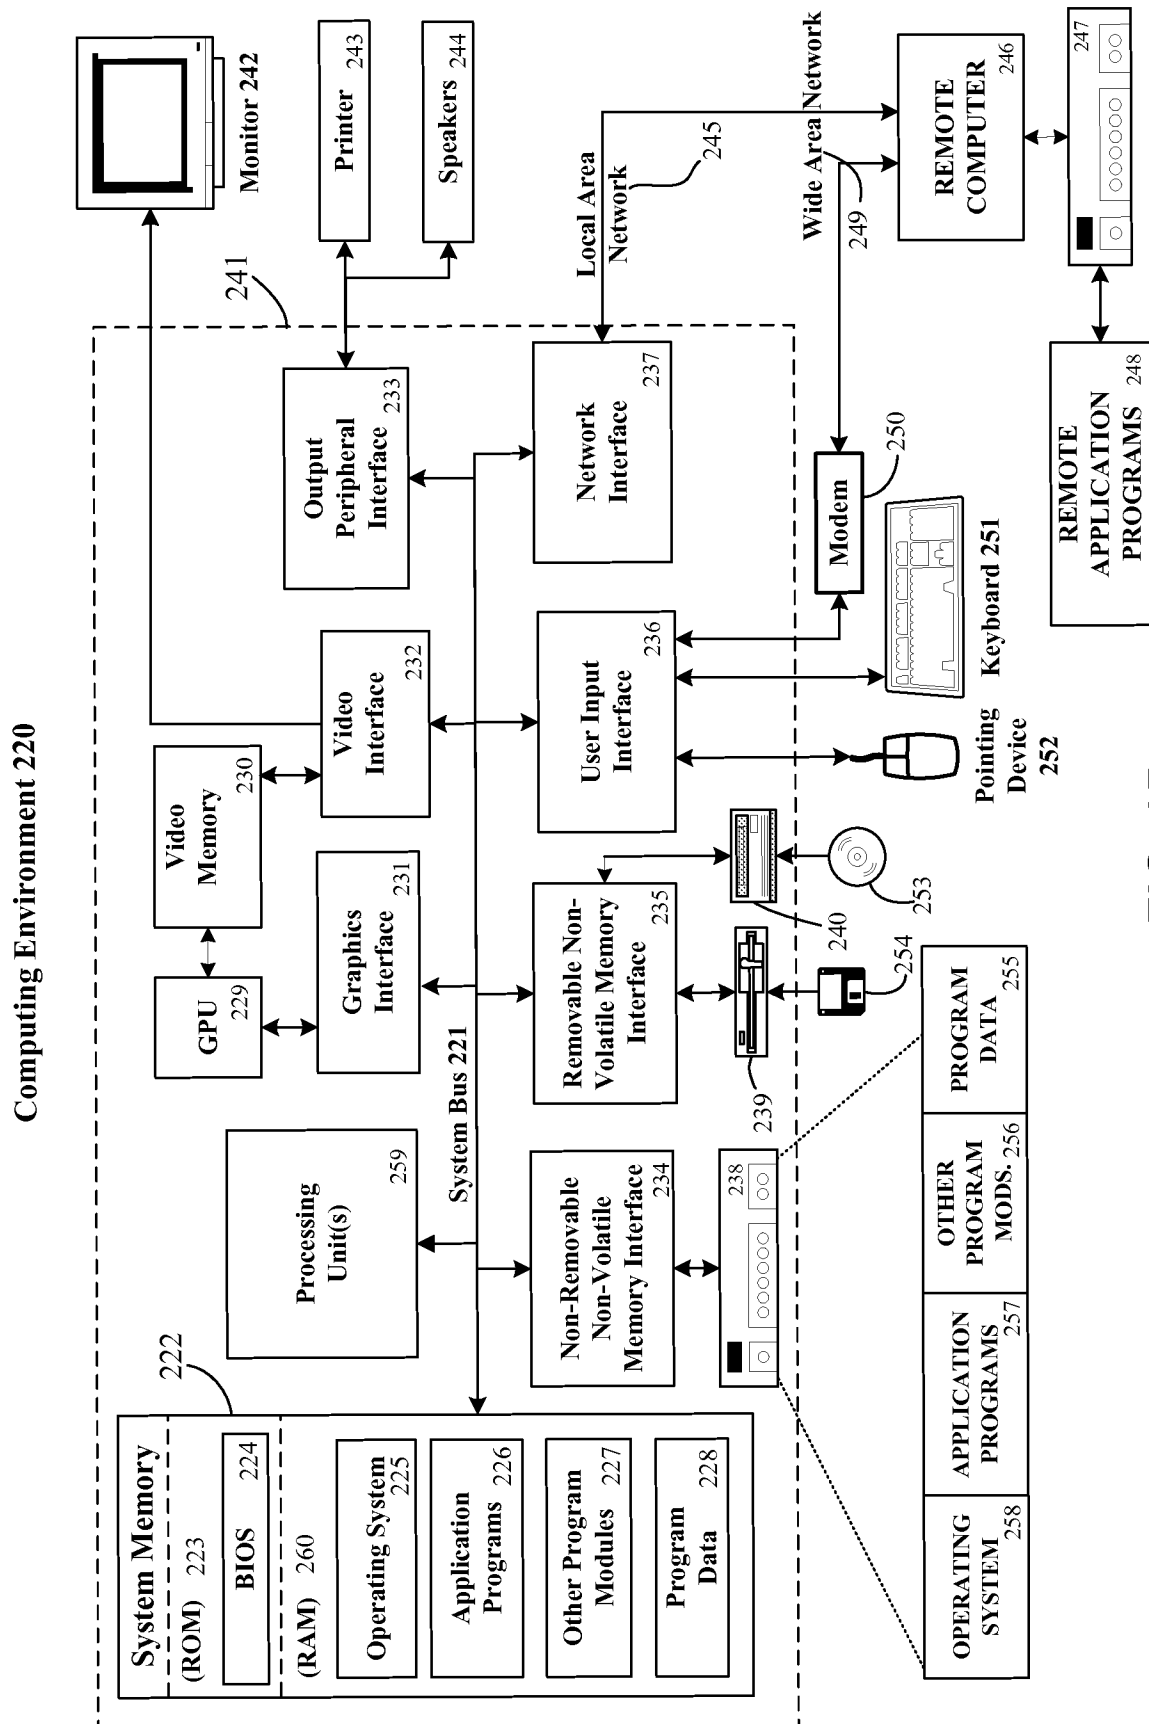 Computing Environment 220
System Memory
222
(ROM) 223
BIOS
224
(RAM) 260
Operating System
225
Application
Programs
226
Other Program
Modules
227
Program
Data
228
Processing
Unit(s)
259
System Bus 221
GPU
229
Video
Memory
230
Graphics
Interface
231
Video
Interface
232
Output
Peripheral
Interface
233
241
Monitor 242
Printer
243
Speakers
244
Non-Removable
Non-Volatile
Memory Interface
234
Removable Non-
Volatile Memory
Interface
235
User Input
Interface
236
Network
Interface
237
Local Area
Network
245
238
239
240
254
253
Modem
250
Wide Area Network
249
Pointing
Device
252
Keyboard 251
REMOTE
COMPUTER
246
247
REMOTE
APPLICATION
PROGRAMS
248
OPERATING
SYSTEM
258
APPLICATION
PROGRAMS
257
OTHER
PROGRAM
MODS.
256
PROGRAM
DATA
255